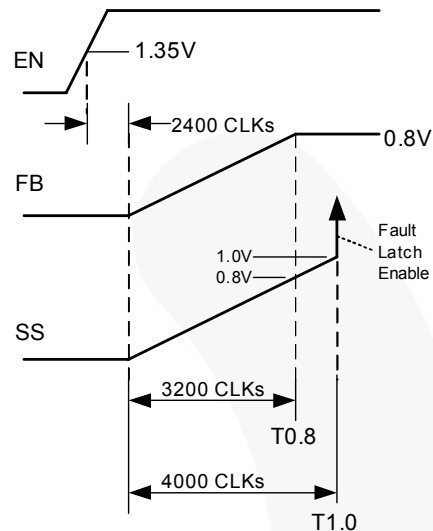 EN
1.35V
2400 CLKs
0.8V
FB
Fault
Latch
Enable
1.0V
0.8V
SS
3200 CLKs
T0.8
4000 CLKs
T1.0